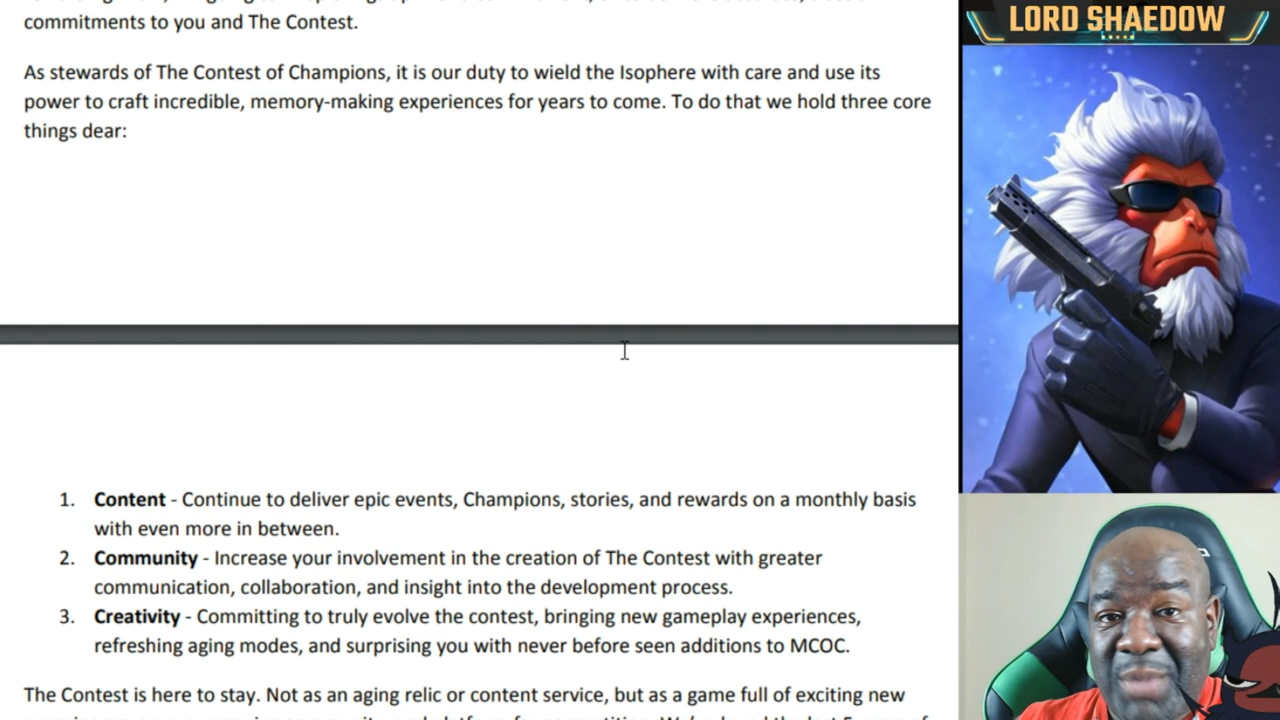 commitments to you and The Contest.
LORD SHAEDOW
As stewards of The Contest of Champions, it is our duty to wield the Isophere with care and use its
power to craft incredible, memory-making experiences for years to come. To do that we hold three core
things dear:
1. Content - Continue to deliver epic events, Champions, stories, and rewards on a monthly basis
with even more in between.
2. Community - Increase your involvement in the creation of The Contest with greater
communication, collaboration, and insight into the development process.
3. Creativity - Committing to truly evolve the contest, bringing new gameplay experiences,
refreshing aging modes, and surprising you with never before seen additions to MCOC.
The Contest is here to stay. Not as an aging relic or content service, but as a game full of exciting new